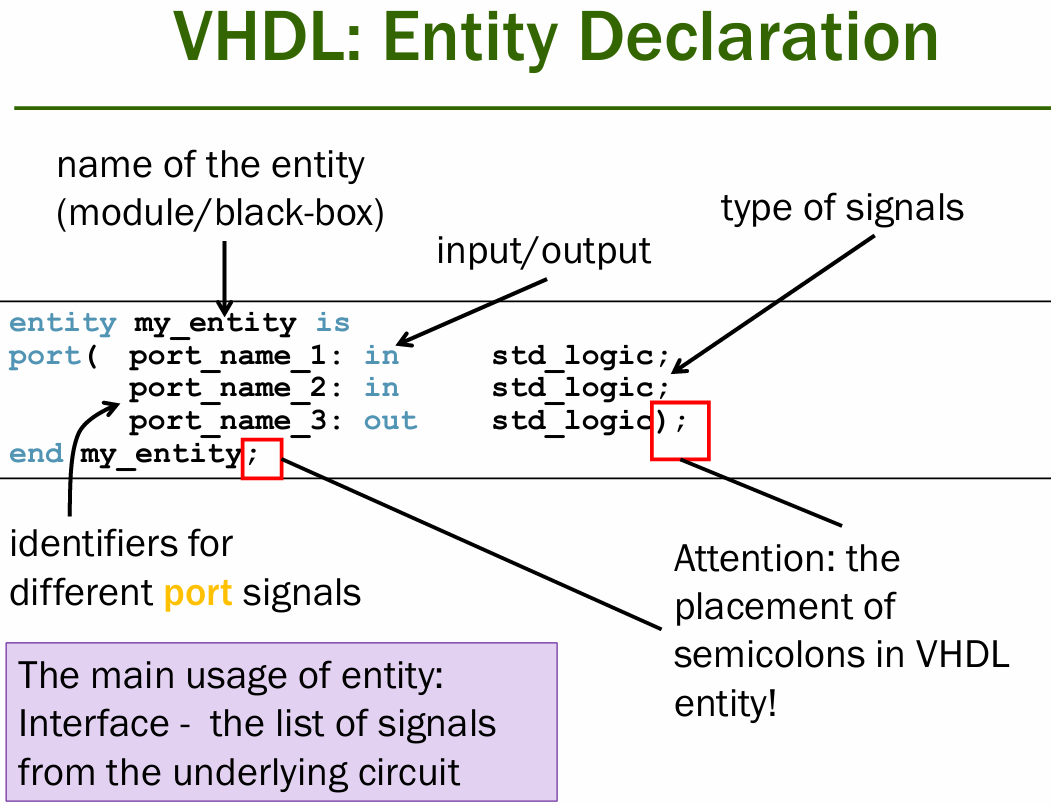 VHDL: Entity Declaration
name of the entity
(module/black-box)
type of signals
input/output
entity my_entity is
port( port_name_1: in std_logic;
port_name_2: in std_logic;
port_name_3: out std_logic);
end my_entity;
identifiers for
different port signals
Attention: the
placement of
semicolons in VHDL
entity!
The main usage of entity:
Interface - the list of signals
from the underlying circuit